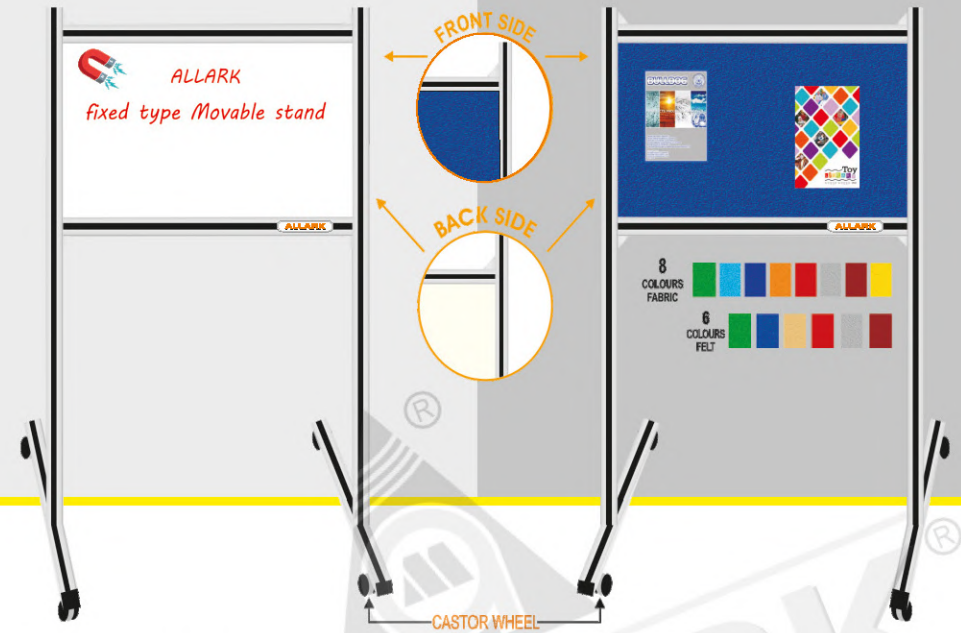 ALLARK
fixed type Movable stand
ALLARK
FRONT SIDE
BACK SIDE
Toy
ALLARK
8
COLOURS
FABRIC
6
COLOURS
FELT
®
®
CASTOR WHEEL